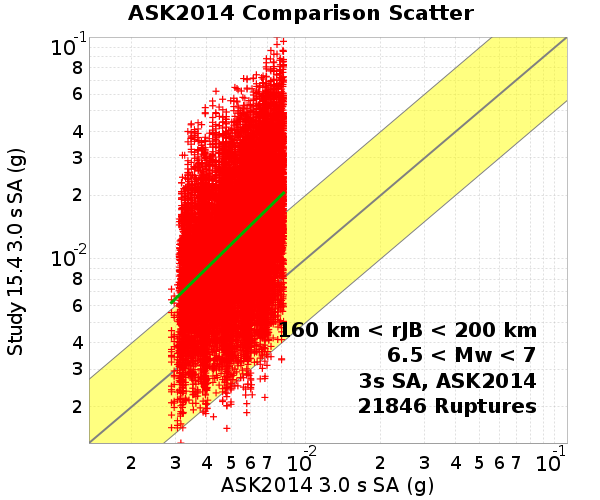 ASK2014 Comparison Scatter
Study 15.4 3.0 s SA (g)
10-1
8
6
4
3
2
10-2
8
6
4
3
2
160 km < rJB < 200 km
6.5 < Mw < 7
3s SA, ASK2014
21846 Ruptures
2 3 4 5 6 7 10-2 2 3 4 5 6 7 10-1
ASK2014 3.0 s SA (g)